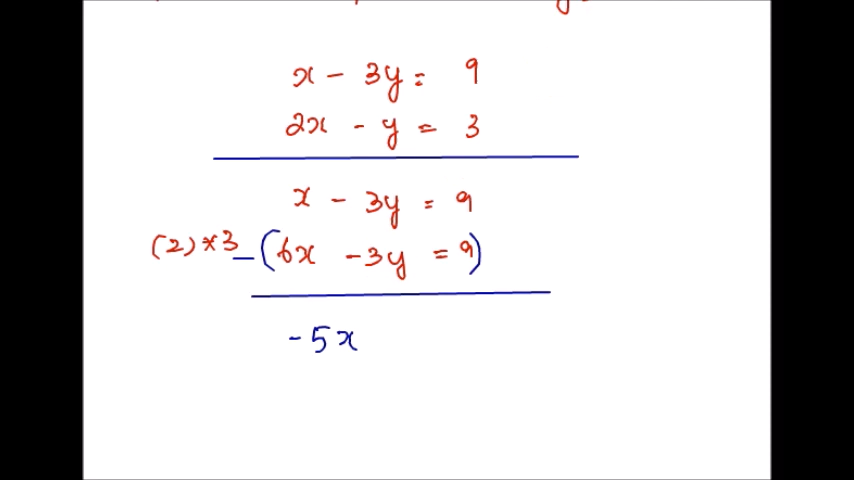 x - 3y = 9
2x - y = 3
x - 3y = 9
(2) * 3 - (6x - 3y = 9)
- 5x